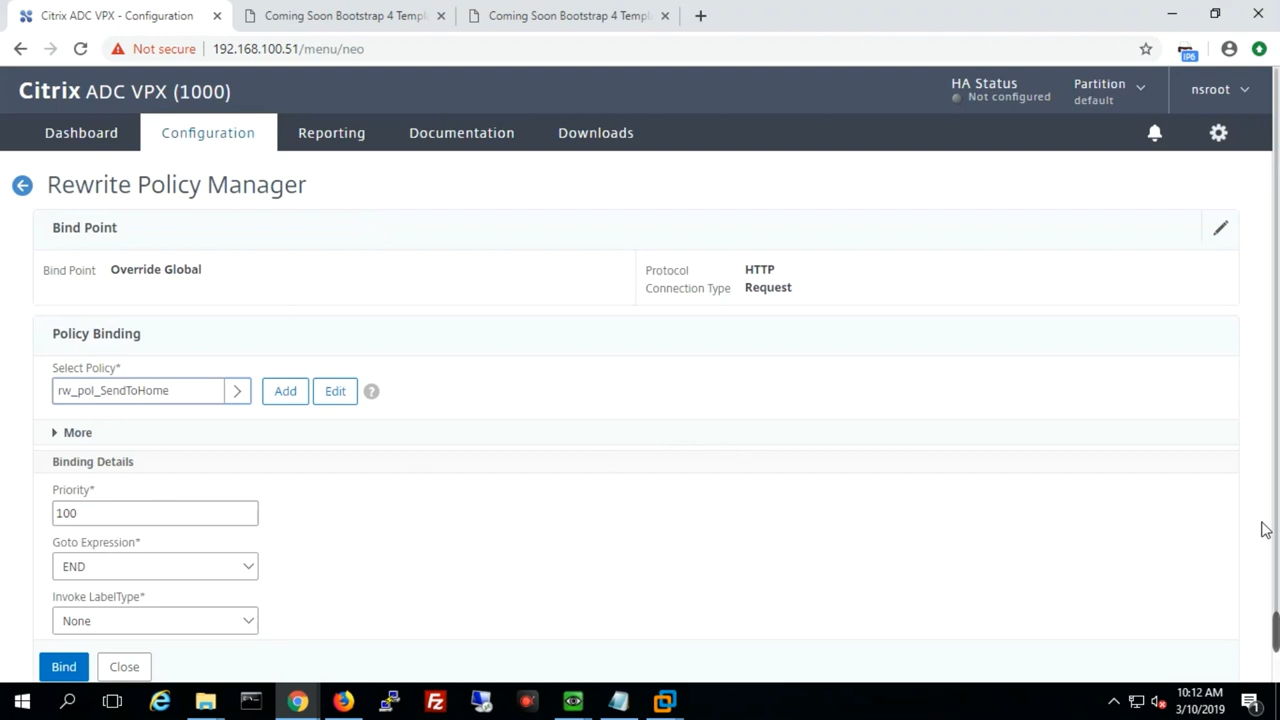 Citrix ADC VPX - Configuration
Coming Soon Bootstrap 4 Templ
Coming Soon Bootstrap 4 Templ
Not secure
192.168.100.51/menu/neo
IP6
Citrix ADC VPX (1000)
HA Status
Not configured
Partition
default
nsroot
Dashboard
Configuration
Reporting
Documentation
Downloads
Rewrite Policy Manager
Bind Point
Bind Point Override Global
Protocol HTTP
Connection Type Request
Policy Binding
Select Policy*
rw_pol_SendToHome
Add
Edit
?
More
Binding Details
Priority*
100
Goto Expression*
END
Invoke LabelType*
None
Bind
Close
10:12 AM
3/10/2019
1